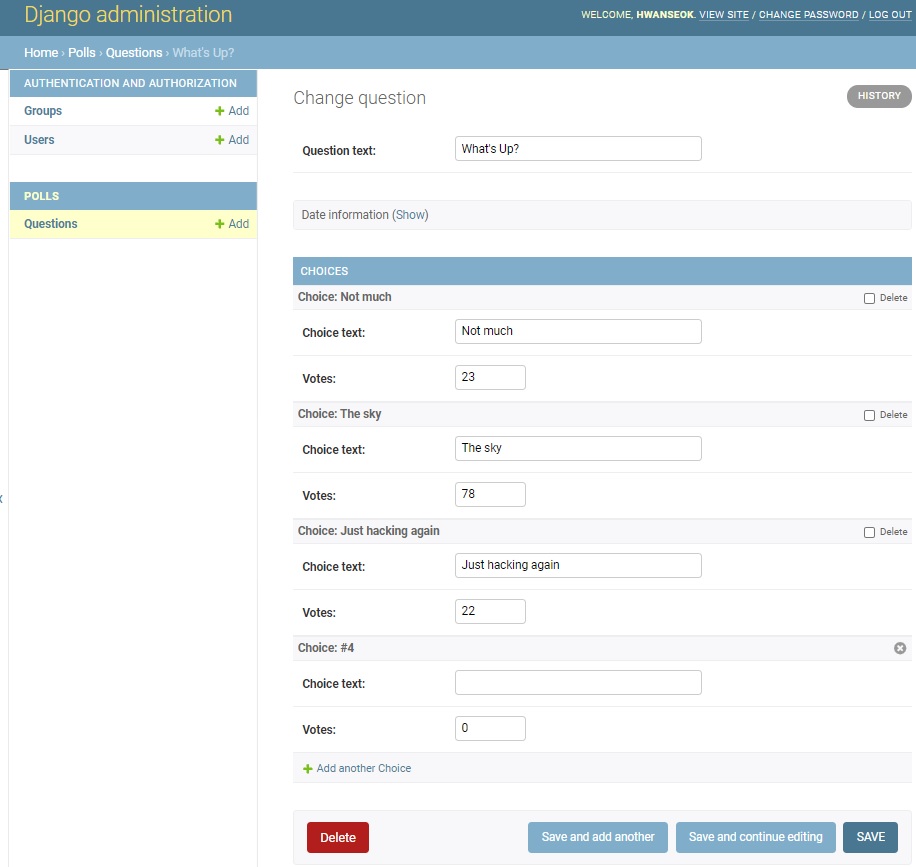 Django administration
WELCOME, HWANSEOK. VIEW SITE / CHANGE PASSWORD / LOG OUT
Home › Polls › Questions › What's Up?
AUTHENTICATION AND AUTHORIZATION
Groups + Add
Users + Add
POLLS
Questions + Add
Change question
HISTORY
Question text: What's Up?
Date information (Show)
CHOICES
Choice: Not much Delete
Choice text: Not much
Votes: 23
Choice: The sky Delete
Choice text: The sky
Votes: 78
Choice: Just hacking again Delete
Choice text: Just hacking again
Votes: 22
Choice: #4
Choice text:
Votes: 0
+ Add another Choice
Delete Save and add another Save and continue editing SAVE